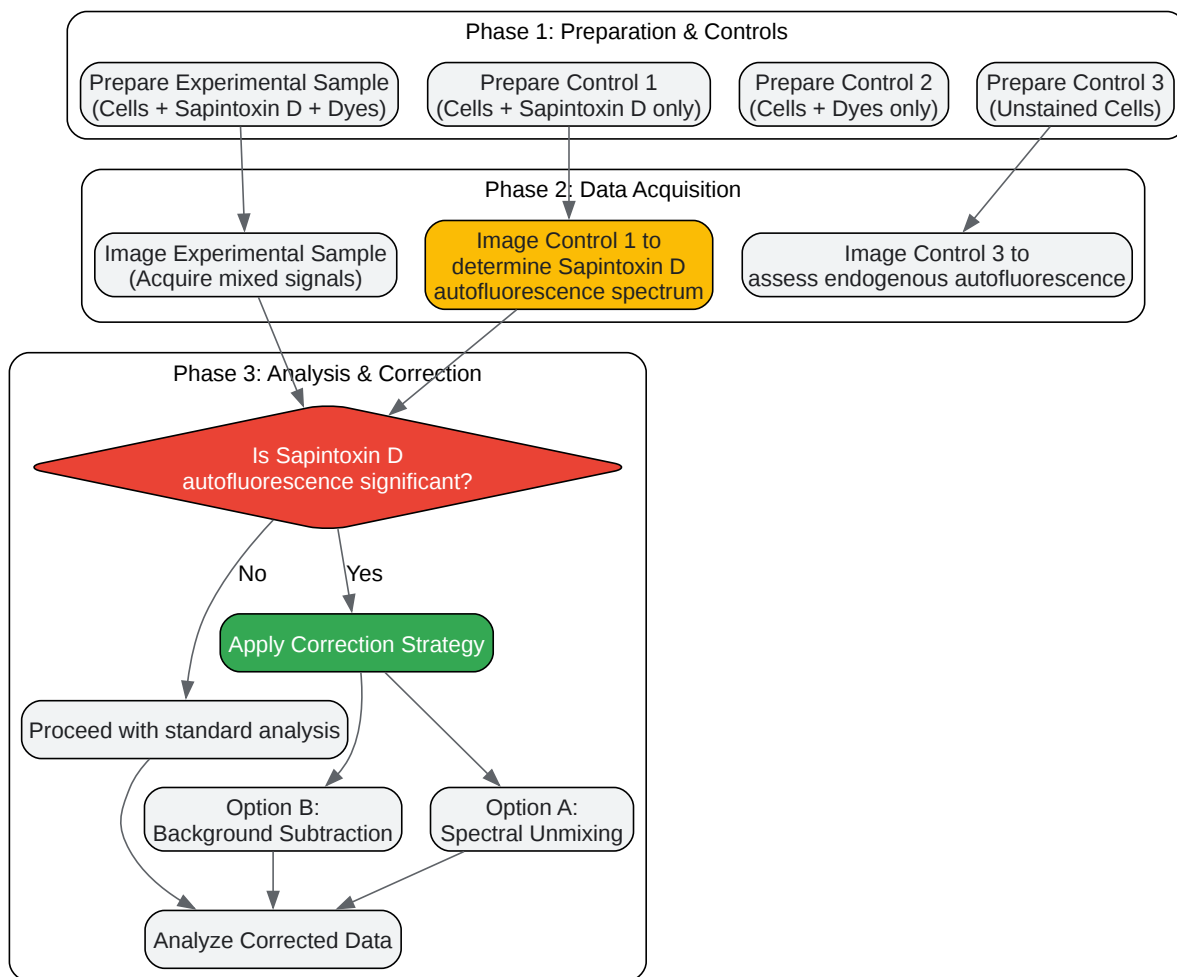 Phase 1: Preparation & Controls
Prepare Experimental Sample
(Cells + Sapintoxin D + Dyes)
Prepare Control 1
(Cells + Sapintoxin D only)
Prepare Control 2
(Cells + Dyes only)
Prepare Control 3
(Unstained Cells)
Phase 2: Data Acquisition
Image Experimental Sample
(Acquire mixed signals)
Image Control 1 to
determine Sapintoxin D
autofluorescence spectrum
Image Control 3 to
assess endogenous autofluorescence
Phase 3: Analysis & Correction
Is Sapintoxin D
autofluorescence significant?
No
Yes
Apply Correction Strategy
Proceed with standard analysis
Option B:
Background Subtraction
Option A:
Spectral Unmixing
Analyze Corrected Data